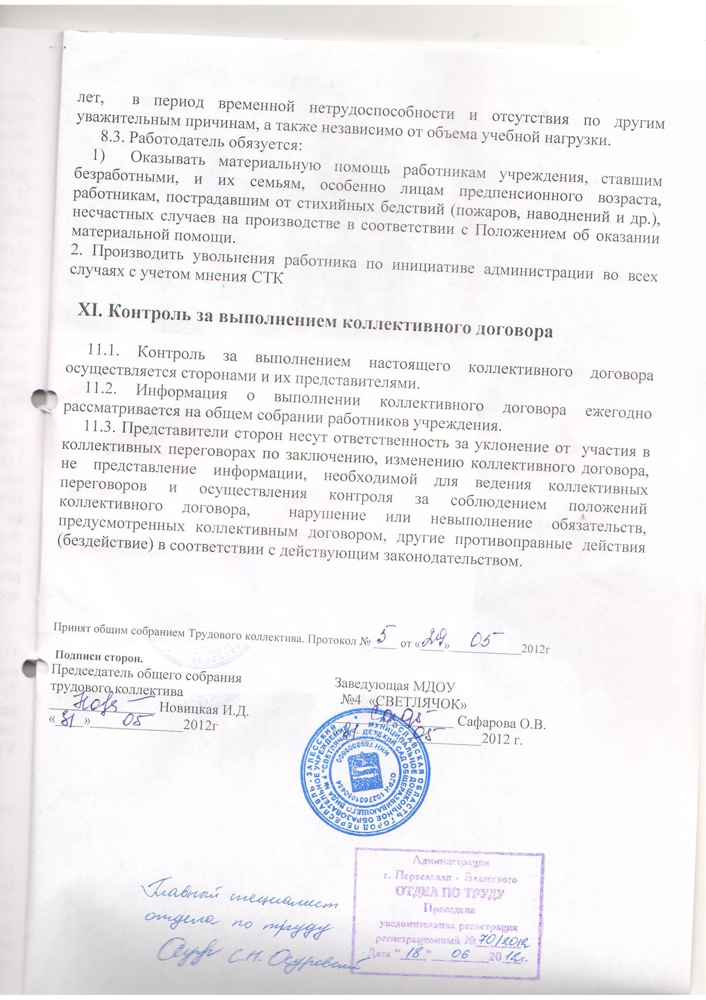 лет, в период временной нетрудоспособности и отсутствия по другим
уважительным причинам, а также независимо от объема учебной нагрузки.
8.3. Работодатель обязуется:
1) Оказывать материальную помощь работникам учреждения, ставшим
безработными, и их семьям, особенно лицам предпенсионного возраста,
работникам, пострадавшим от стихийных бедствий (пожаров, наводнений и др.),
несчастных случаев на производстве в соответствии с Положением об оказании
материальной помощи.
2. Производить увольнения работника по инициативе администрации во всех
случаях с учетом мнения СТК
XI. Контроль за выполнением коллективного договора
11.1. Контроль за выполнением настоящего коллективного договора
осуществляется сторонами и их представителями.
11.2. Информация о выполнении коллективного договора ежегодно
рассматривается на общем собрании работников учреждения.
11.3. Представители сторон несут ответственность за уклонение от участия в
коллективных переговорах по заключению, изменению коллективного договора,
не представление информации, необходимой для ведения коллективных
переговоров и осуществления контроля за соблюдением положений
коллективного договора, нарушение или невыполнение обязательств,
предусмотренных коллективным договором, другие противоправные действия
(бездействие) в соответствии с действующим законодательством.
Принят общим собранием Трудового коллектива. Протокол № 5 от «29» 05 2012г
Подписи сторон.
Председатель общего собрания
трудового коллектива
Новицкая И.Д.
«31» 05 2012г
Заведующая МДОУ
№4 «СВЕТЛЯЧОК»
Сафарова О.В.
«31» 05 2012 г.
ЯРОСЛАВСКАЯ ОБЛАСТЬ ГОРОД ПЕРЕСЛАВЛЬ - ЗАЛЕССКИЙ
МУНИЦИПАЛЬНОЕ ДОШКОЛЬНОЕ ОБРАЗОВАТЕЛЬНОЕ УЧРЕЖДЕНИЕ
ДЕТСКИЙ САД ОБЩЕРАЗВИВАЮЩЕГО ВИДА № 4 "СВЕТЛЯЧОК"
ИНН 7608009000
ОГРН
Администрация
г. Переславля - Залесского
ОТДЕЛ ПО ТРУДУ
Проведена
уведомительная регистрация
регистрационный № 70/2012
Дата "18" 06 2012г.
Главный специалист
отдела по труду
С.Н.